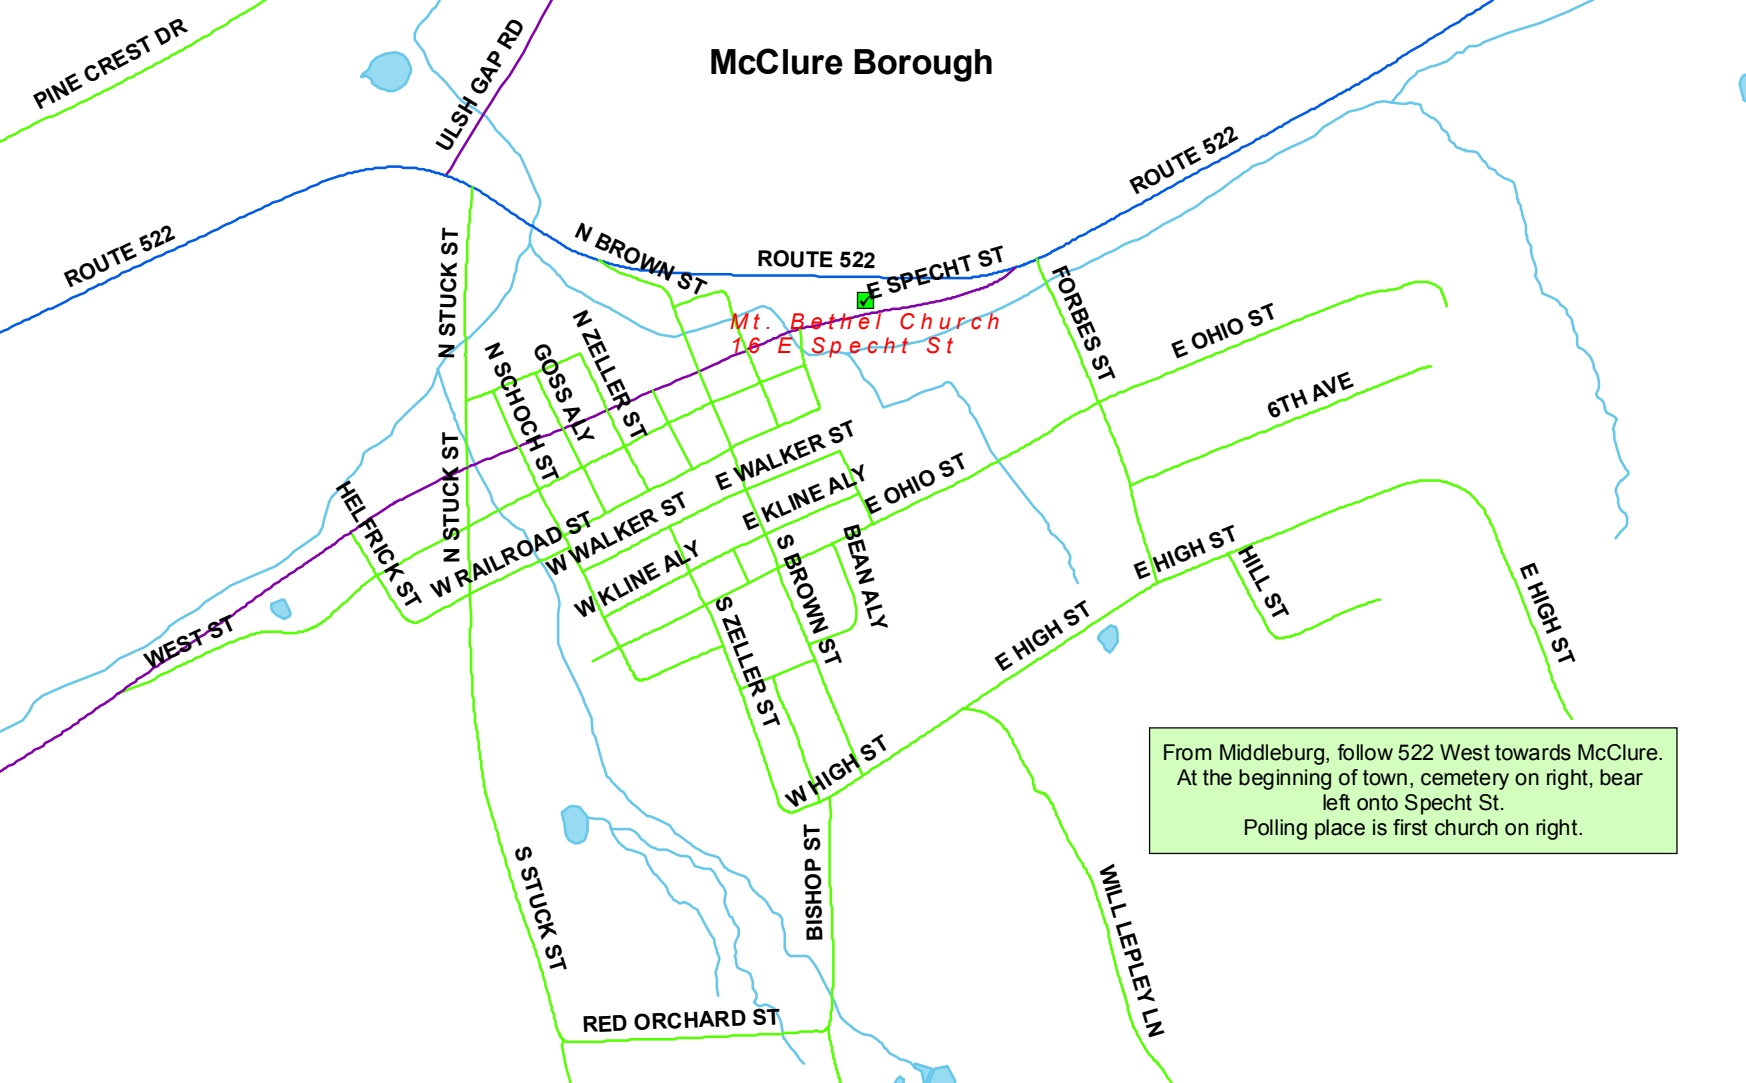 McClure Borough
PINE CREST DR
ULSH GAP RD
ROUTE 522
ROUTE 522
N BROWN ST
ROUTE 522
E SPECHT ST
N STUCK ST
Mt. Bethel Church
16 E Specht St
FORBES ST
E OHIO ST
N ZELLER ST
GOSS ALY
N SCHOCH ST
6TH AVE
N STUCK ST
E WALKER ST
E KLINE ALY
E OHIO ST
HELFRICK ST
W RAILROAD ST
W WALKER ST
W KLINE ALY
S BROWN ST
BEAN ALY
E HIGH ST
HILL ST
E HIGH ST
WEST ST
S ZELLER ST
E HIGH ST
W HIGH ST
From Middleburg, follow 522 West towards McClure.
At the beginning of town, cemetery on right, bear
left onto Specht St.
Polling place is first church on right.
BISHOP ST
S STUCK ST
WILL LEPLEY LN
RED ORCHARD ST